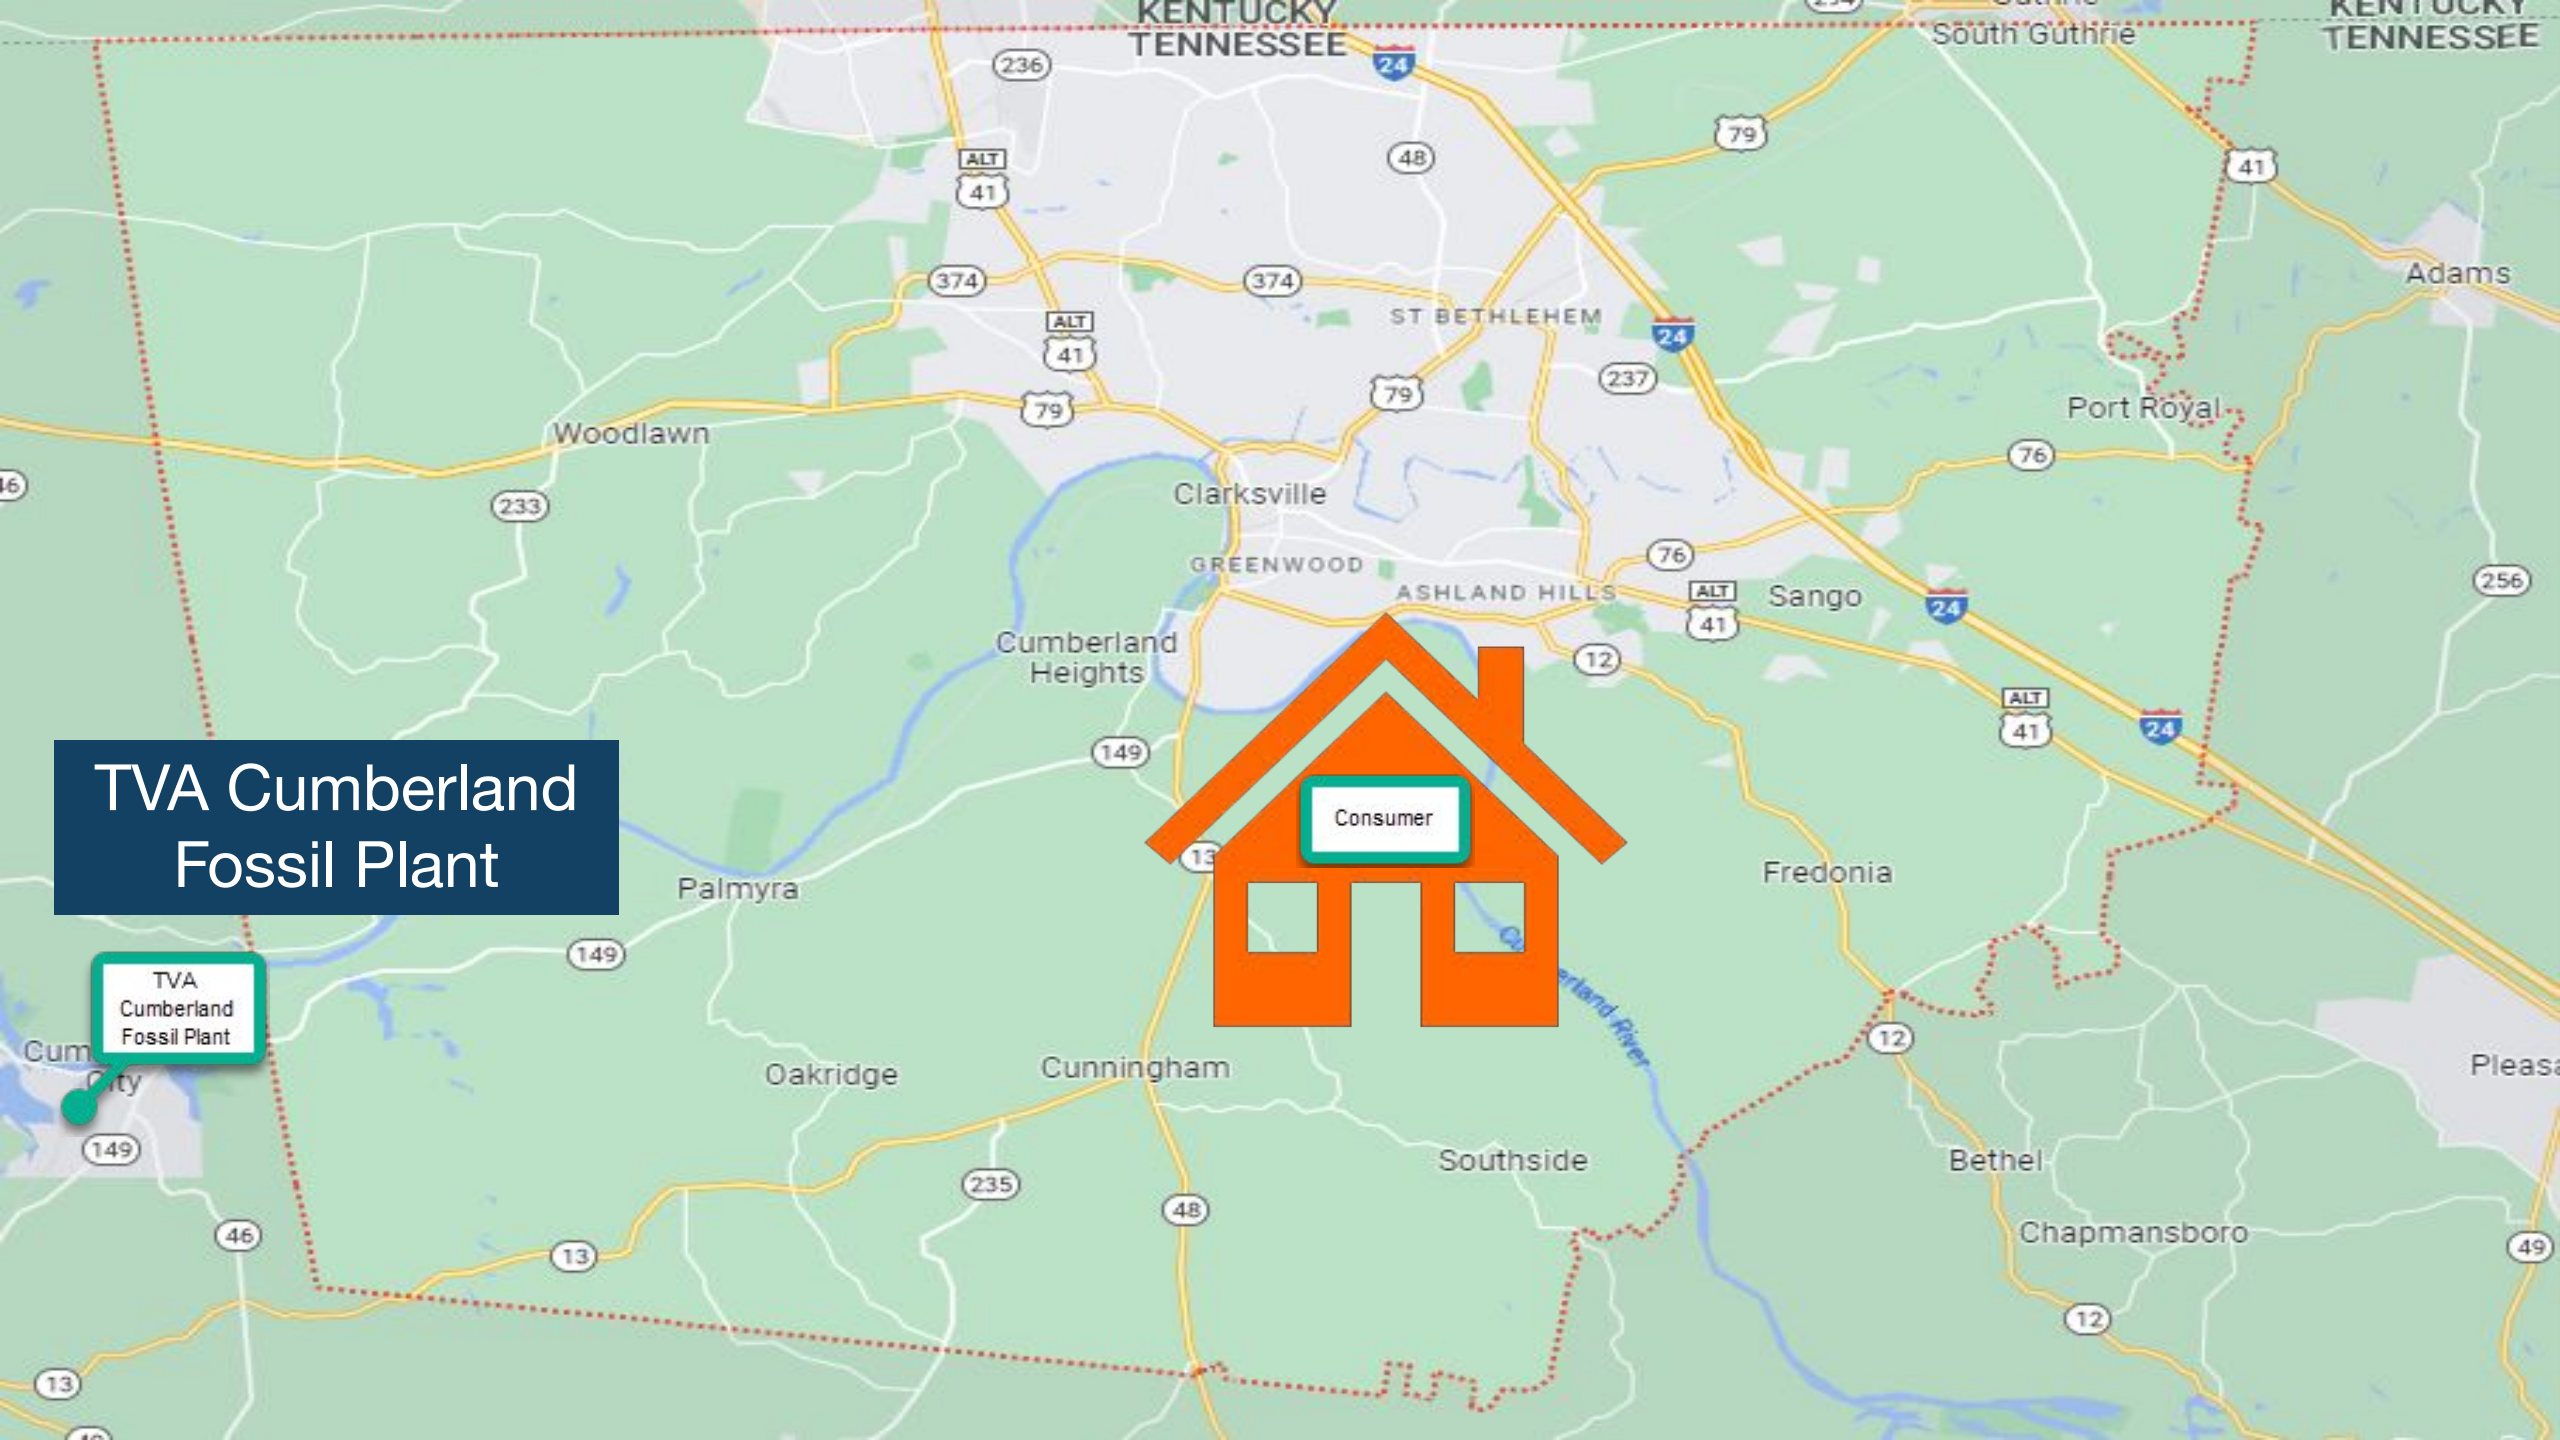 KENTUCKY
TENNESSEE
KENTUCKY
TENNESSEE
South Guthrie
24
236
79
48
ALT
41
41
374
374
Adams
ST BETHLEHEM
24
ALT
41
237
79
79
Port Royal
Woodlawn
76
233
Clarksville
76
GREENWOOD
256
ASHLAND HILLS
ALT
41
Sango
24
Cumberland
Heights
12
ALT
41
24
149
TVA Cumberland
Fossil Plant
Consumer
13
Fredonia
Palmyra
149
TVA
Cumberland
Fossil Plant
12
Cunningham
Oakridge
149
Southside
Bethel
235
48
46
Chapmansboro
49
13
12
13